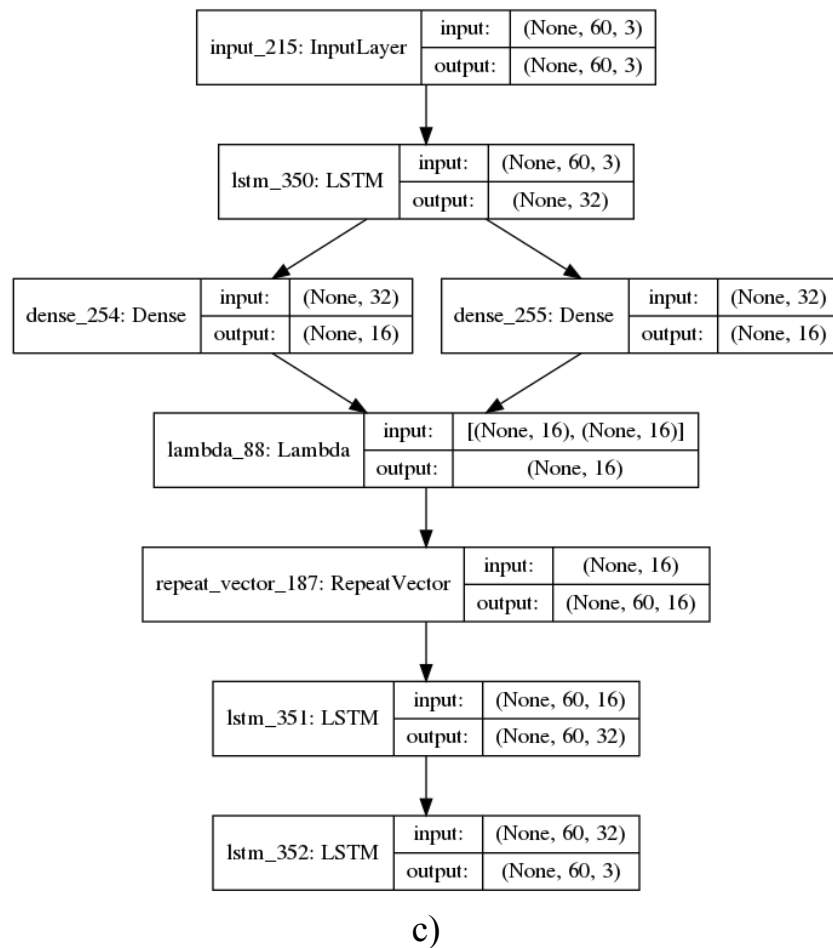 input_215: InputLayer
input:
(None, 60, 3)
output:
(None, 60, 3)
lstm_350: LSTM
input:
(None, 60, 3)
output:
(None, 32)
dense_254: Dense
input:
(None, 32)
output:
(None, 16)
dense_255: Dense
input:
(None, 32)
output:
(None, 16)
lambda_88: Lambda
input:
[(None, 16), (None, 16)]
output:
(None, 16)
repeat_vector_187: RepeatVector
input:
(None, 16)
output:
(None, 60, 16)
lstm_351: LSTM
input:
(None, 60, 16)
output:
(None, 60, 32)
lstm_352: LSTM
input:
(None, 60, 32)
output:
(None, 60, 3)
c)